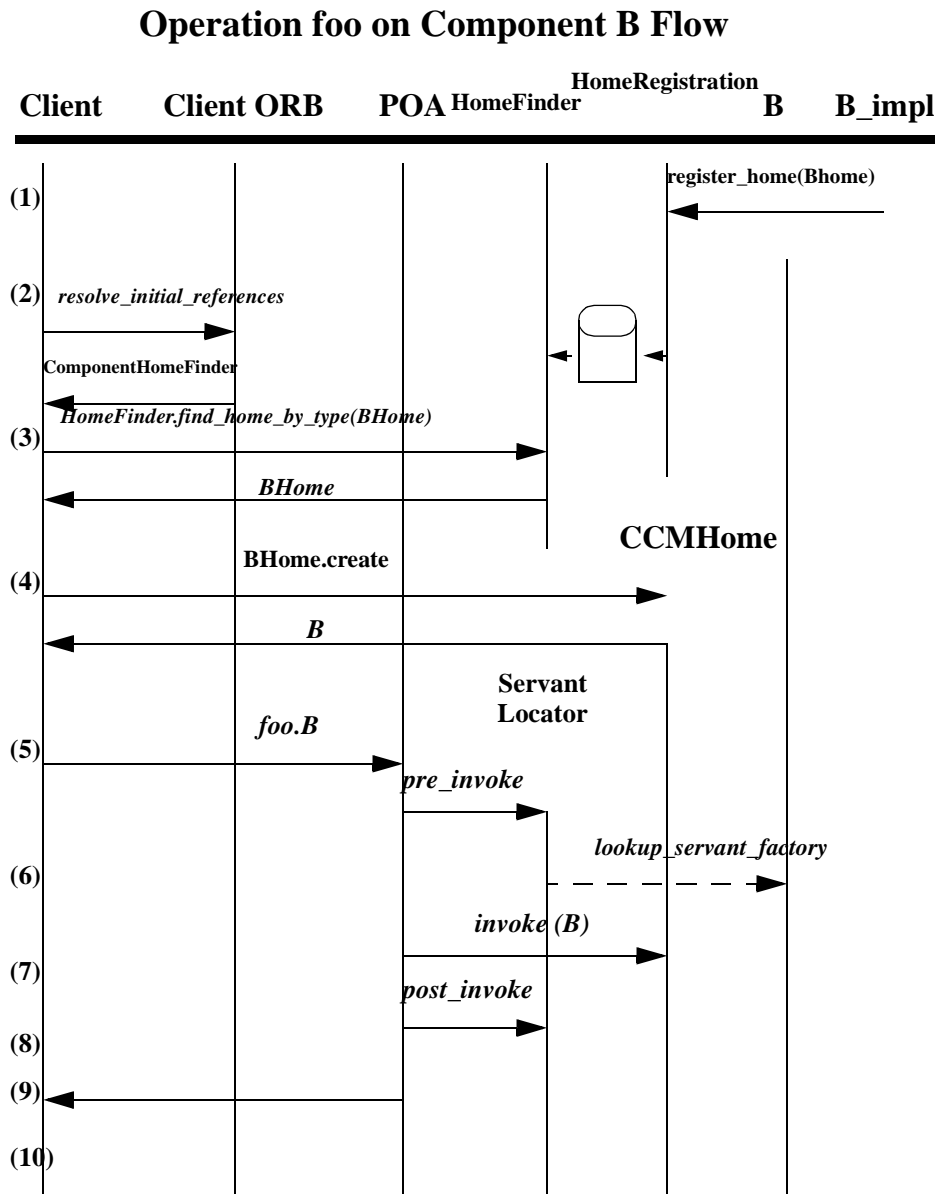 Operation foo on Component B Flow
HomeRegistration
Client Client ORB POA HomeFinder B B_impl
register_home(Bhome)
(1)
(2)
resolve_initial_references
ComponentHomeFinder
HomeFinder.find_home_by_type(BHome)
(3)
BHome
CCMHome
BHome.create
(4)
B
Servant
Locator
foo.B
(5)
pre_invoke
lookup_servant_factory
(6)
invoke (B)
(7)
post_invoke
(8)
(9)
(10)